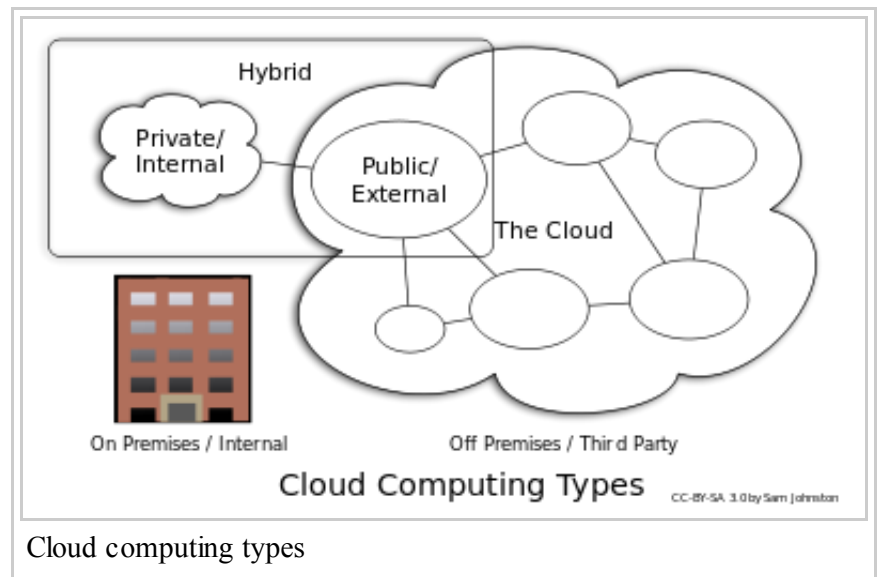 Hybrid
Private/
Internal
Public/
External
The Cloud
On Premises / Internal
Off Premises / Third Party
Cloud Computing Types
CC-BY-SA 3.0 by Sam Johnston
Cloud computing types